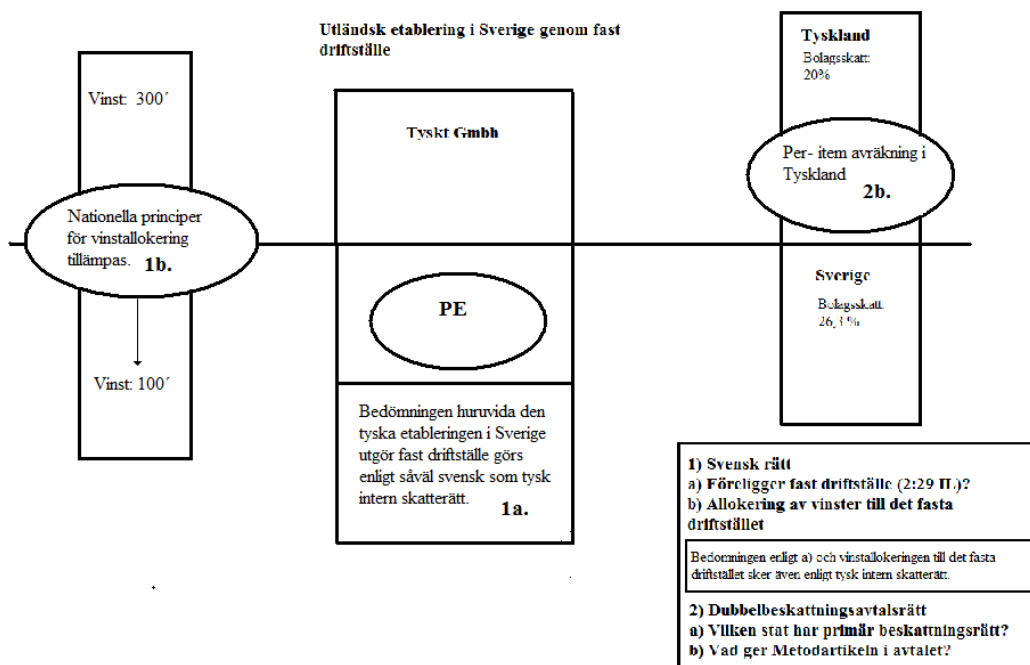 Utländsk etablering i Sverige genom fast
driftställe
Vinst: 300´
Nationella principer
för vinstallokering
tillämpas. 1b.
Vinst: 100´
Tyskt Gmbh
PE
Bedömningen huruvida den
tyska etableringen i Sverige
utgör fast driftställe görs
enligt såväl svensk som tysk
intern skatterätt.
1a.
Tyskland
Bolagsskatt:
20%
Per- item avräkning i
Tyskland
2b.
Sverige
Bolagsskatt:
26,3 %
1) Svensk rätt
a) Föreligger fast driftställe (2:29 IL)?
b) Allokering av vinster till det fasta
driftstället
Bedömningen enligt a) och vinstallokeringen till det fasta
driftstället sker även enligt tysk intern skatterätt.
2) Dubbelbeskattningsavtalsrätt
a) Vilken stat har primär beskattningsrätt?
b) Vad ger Metodartikeln i avtalet?